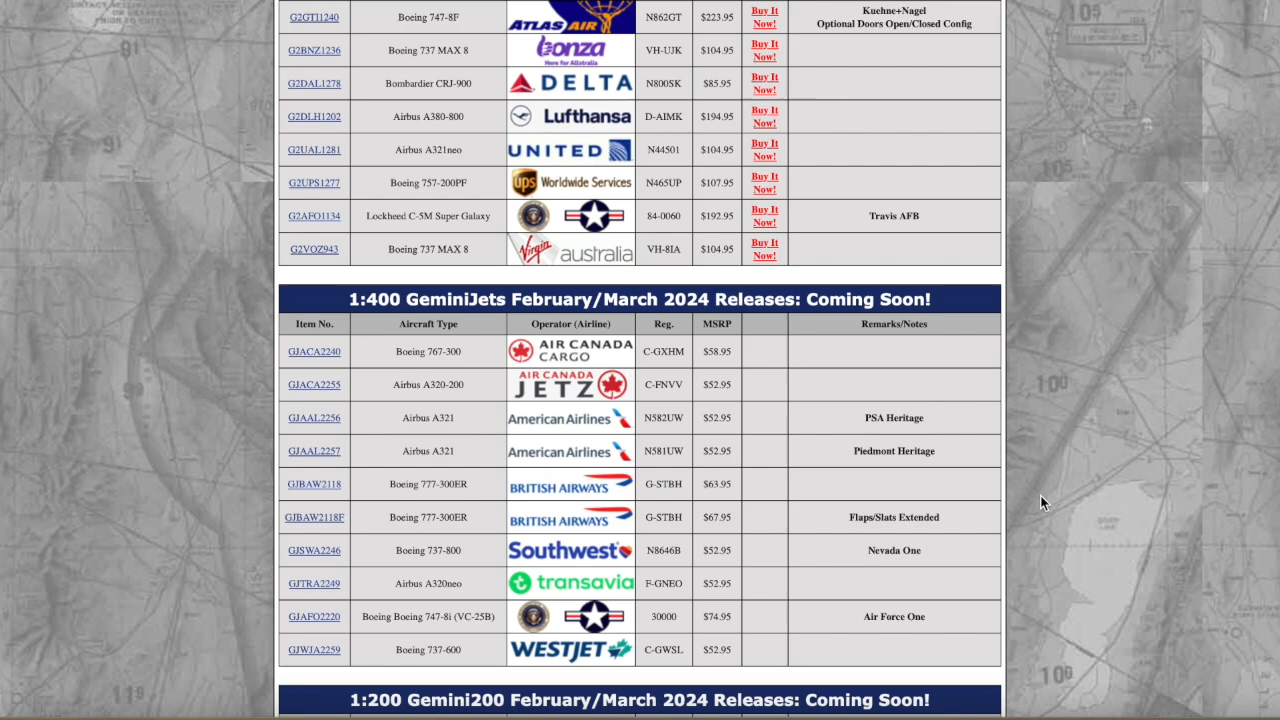 G2GTI1240 Boeing 747-8F ATLAS AIR N862GT $223.95 Buy It Now! Kuehne+Nagel Optional Doors Open/Closed Config
G2BNZ1236 Boeing 737 MAX 8 bonza Here for Allstralia VH-UJK $104.95 Buy It Now!
G2DAL1278 Bombardier CRJ-900 DELTA N800SK $85.95 Buy It Now!
G2DLH1202 Airbus A380-800 Lufthansa D-AIMK $194.95 Buy It Now!
G2UAL1281 Airbus A321neo UNITED N44501 $104.95 Buy It Now!
G2UPS1277 Boeing 757-200PF ups Worldwide Services N465UP $107.95 Buy It Now!
Lockheed C-5M Super Galaxy 84-0060 $192.95 Buy It Now! Travis AFB
G2VOZ943 Boeing 737 MAX 8 Virgin australia VH-8IA $104.95 Buy It Now!
1:400 GeminiJets February/March 2024 Releases: Coming Soon!
Item No. Aircraft Type Operator (Airline) Reg. MSRP Remarks/Notes
GJACA2240 Boeing 767-300 AIR CANADA CARGO C-GXHM $58.95
GJACA2255 Airbus A320-200 AIR CANADA JETZ C-FNVV $52.95
GJAAL2256 Airbus A321 American Airlines N582UW $52.95 PSA Heritage
GJAAL2257 Airbus A321 American Airlines N581UW $52.95 Piedmont Heritage
GJBAW2118 Boeing 777-300ER BRITISH AIRWAYS G-STBH $63.95
GJBAW2118F Boeing 777-300ER BRITISH AIRWAYS G-STBH $67.95 Flaps/Slats Extended
GJSWA2246 Boeing 737-800 Southwest N8646B $52.95 Nevada One
GJTRA2249 Airbus A320neo transavia F-GNEO $52.95
GJAFO2220 Boeing Boeing 747-8i (VC-25B) 30000 $74.95 Air Force One
GJWJA2259 Boeing 737-600 WESTJET C-GWSL $52.95
1:200 Gemini200 February/March 2024 Releases: Coming Soon!